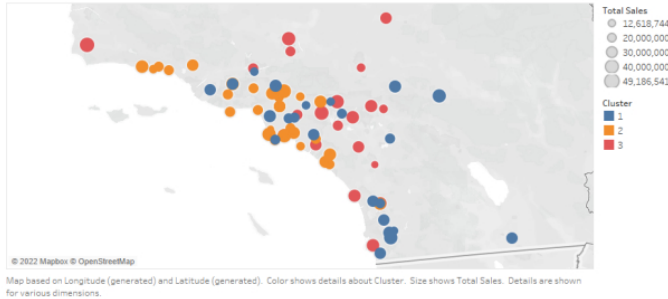 Total Sales
12,618,744
20,000,000
30,000,000
40,000,000
49,186,541
Cluster
1
2
3
© 2022 Mapbox © OpenStreetMap
Map based on Longitude (generated) and Latitude (generated). Color shows details about Cluster. Size shows Total Sales. Details are shown
for various dimensions.